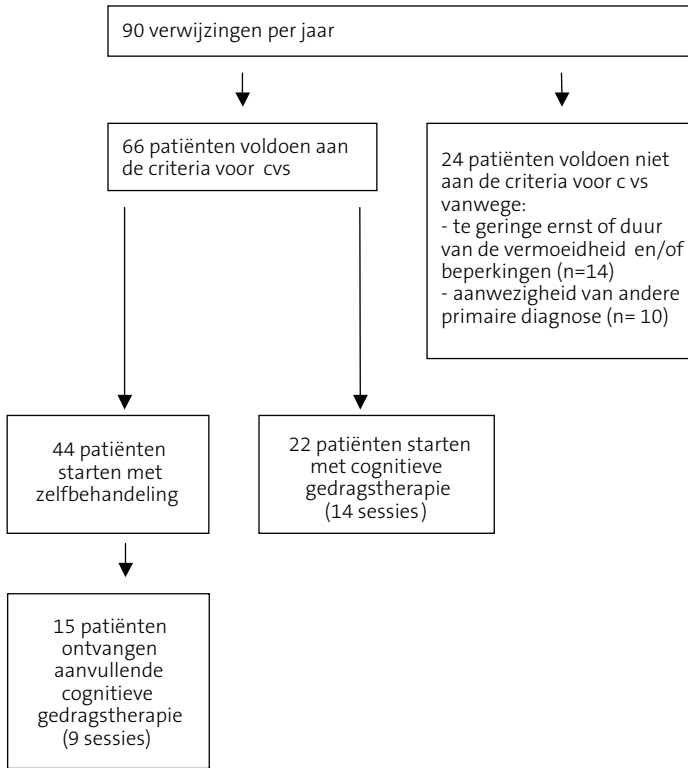 90 verwijzingen per jaar
66 patiënten voldoen aan
de criteria voor cvs
24 patiënten voldoen niet
aan de criteria voor c vs
vanwege:
- te geringe ernst of duur
van de vermoeidheid en/of
beperkingen (n=14)
- aanwezigheid van andere
primaire diagnose (n= 10)
44 patiënten
starten met
zelfbehandeling
22 patiënten starten
met cognitieve
gedragstherapie
(14 sessies)
15 patiënten
ontvangen
aanvullende
cognitieve
gedragstherapie
(9 sessies)